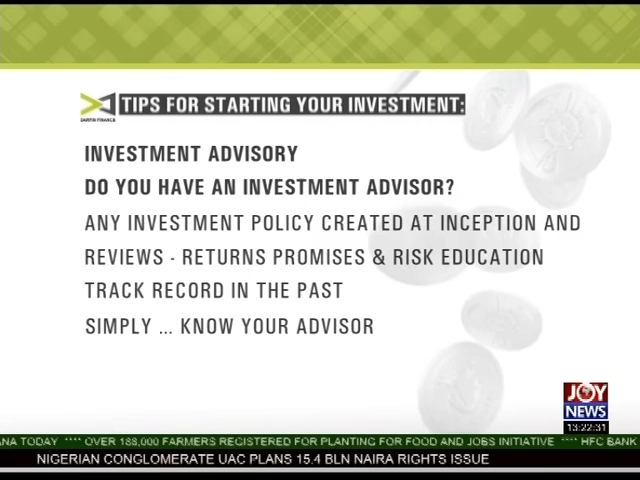 TIPS FOR STARTING YOUR INVESTMENT:
INVESTMENT ADVISORY
DO YOU HAVE AN INVESTMENT ADVISOR?
ANY INVESTMENT POLICY CREATED AT INCEPTION AND
REVIEWS - RETURNS PROMISES & RISK EDUCATION
TRACK RECORD IN THE PAST
SIMPLY ... KNOW YOUR ADVISOR
JOY
NEWS
13:22:31
ANA TODAY **** OVER 188,000 FARMERS REGISTERED FOR PLANTING FOR FOOD AND JOBS INITIATIVE **** HFC BANK
NIGERIAN CONGLOMERATE UAC PLANS 15.4 BLN NAIRA RIGHTS ISSUE